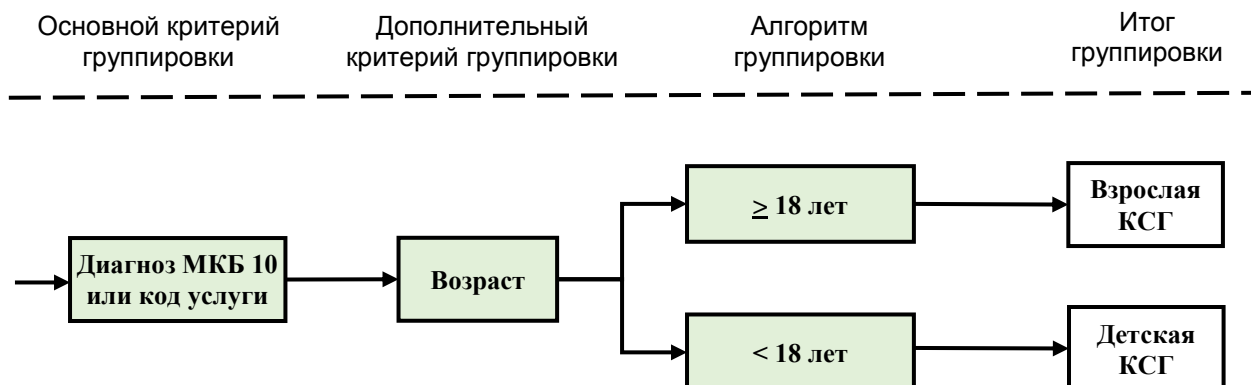 Основной критерий
группировки
Дополнительный
критерий группировки
Алгоритм
группировки
Итог
группировки
Диагноз МКБ 10
или код услуги
Возраст
≥ 18 лет
Взрослая
КСГ
< 18 лет
Детская
КСГ